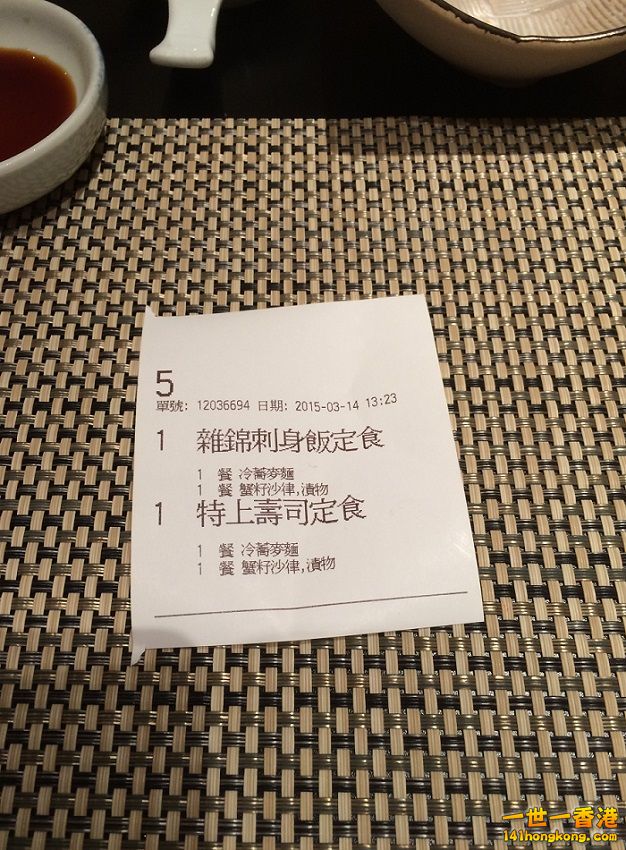 5
單號: 12036694 日期: 2015-03-14 13:23
1 雜錦刺身飯定食
1 餐 冷蕎麥麵
1 餐 蟹籽沙律,漬物
1 特上壽司定食
1 餐 冷蕎麥麵
1 餐 蟹籽沙律,漬物
一世一香港
141hongkong.com